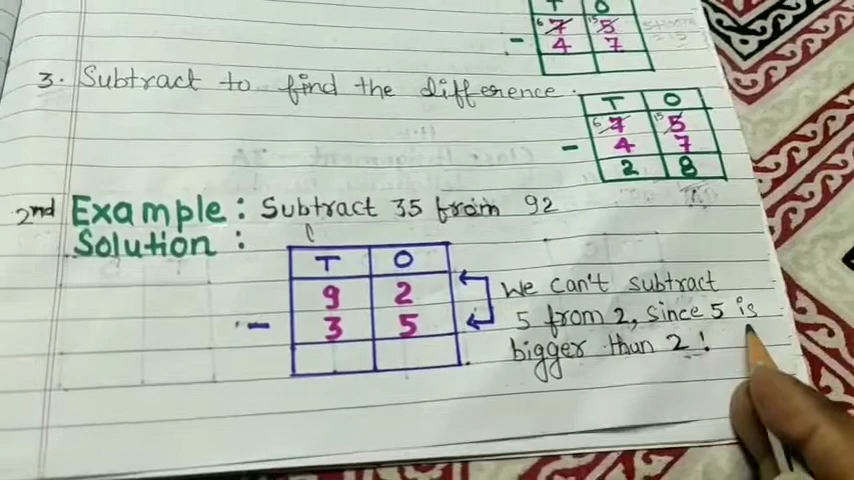 T O
6 7 15 5
- 4 7
3. Subtract to find the difference.
T O
6 7 15 5
- 4 7
2 8
2nd Example: Subtract 35 from 92
Solution:
T O
9 2
- 3 5
We can't subtract
5 from 2, since 5 is
bigger than 2!